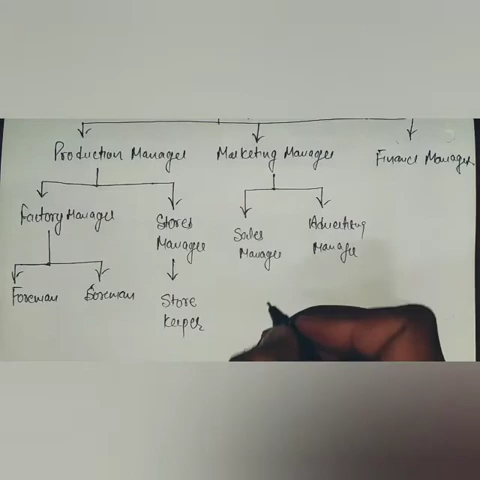 Production Manager
Marketing Manager
Finance Manager
Factory Manager
Stores
Manager
Sales
Manager
Advertising
Manager
Foreman
Foreman
Store
Keeper